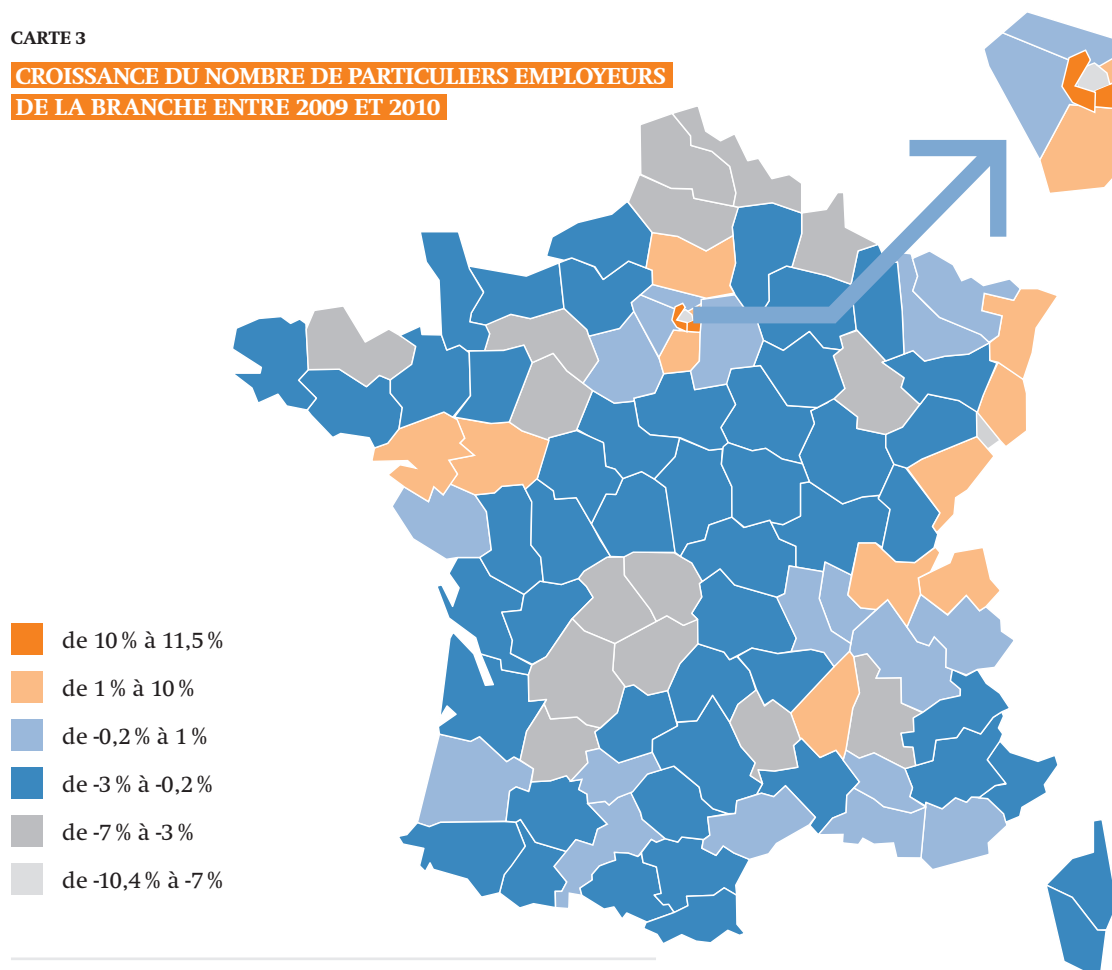 CARTE 3
CROISSANCE DU NOMBRE DE PARTICULIERS EMPLOYEURS
DE LA BRANCHE ENTRE 2009 ET 2010
de 10 % à 11,5 %
de 1 % à 10 %
de -0,2 % à 1 %
de -3 % à -0,2 %
de -7 % à -3 %
de -10,4 % à -7 %